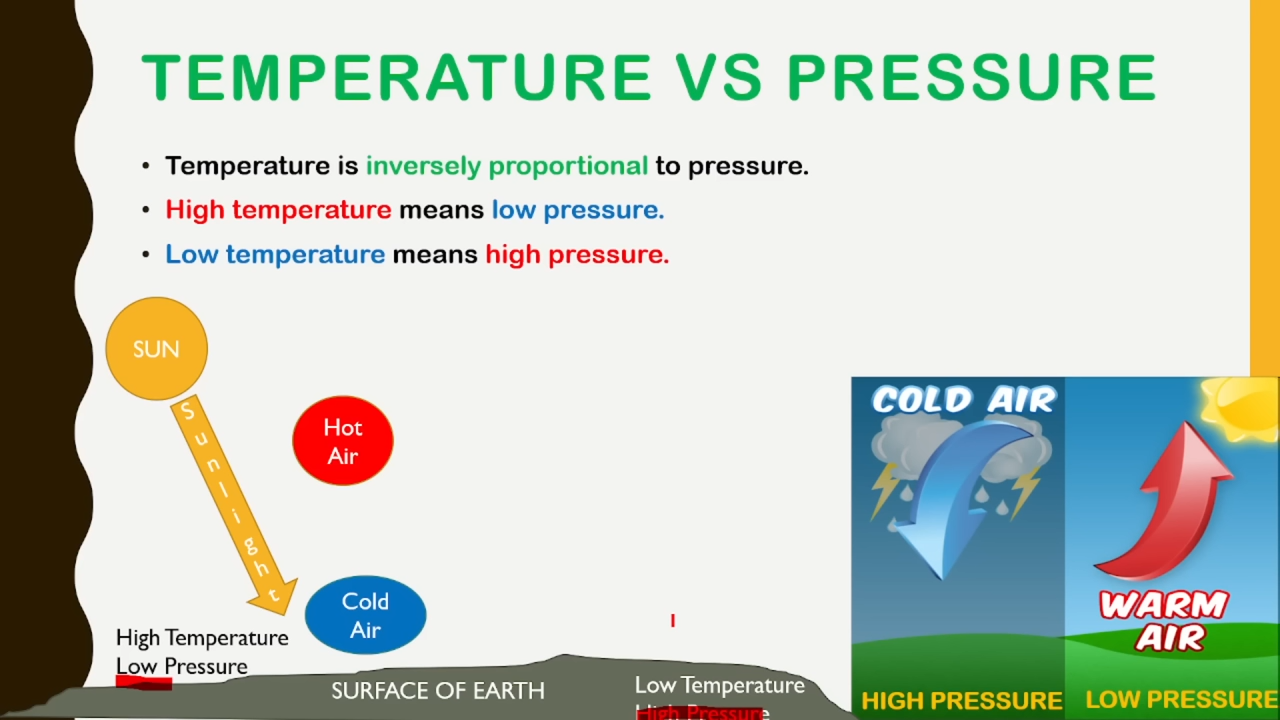 TEMPERATURE VS PRESSURE
• Temperature is inversely proportional to pressure.
• High temperature means low pressure.
• Low temperature means high pressure.
SUN
Sunlight
Hot
Air
Cold
Air
High Temperature
Low Pressure
SURFACE OF EARTH
Low Temperature
High Pressure
COLD AIR
HIGH PRESSURE
WARM
AIR
LOW PRESSURE